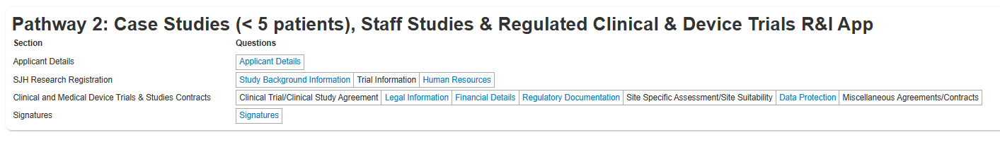 Pathway 2: Case Studies (< 5 patients), Staff Studies & Regulated Clinical & Device Trials R&I App
Section Questions
Applicant Details Applicant Details
SJH Research Registration Study Background Information Trial Information Human Resources
Clinical and Medical Device Trials & Studies Contracts Clinical Trial/Clinical Study Agreement Legal Information Financial Details Regulatory Documentation Site Specific Assessment/Site Suitability Data Protection Miscellaneous Agreements/Contracts
Signatures Signatures